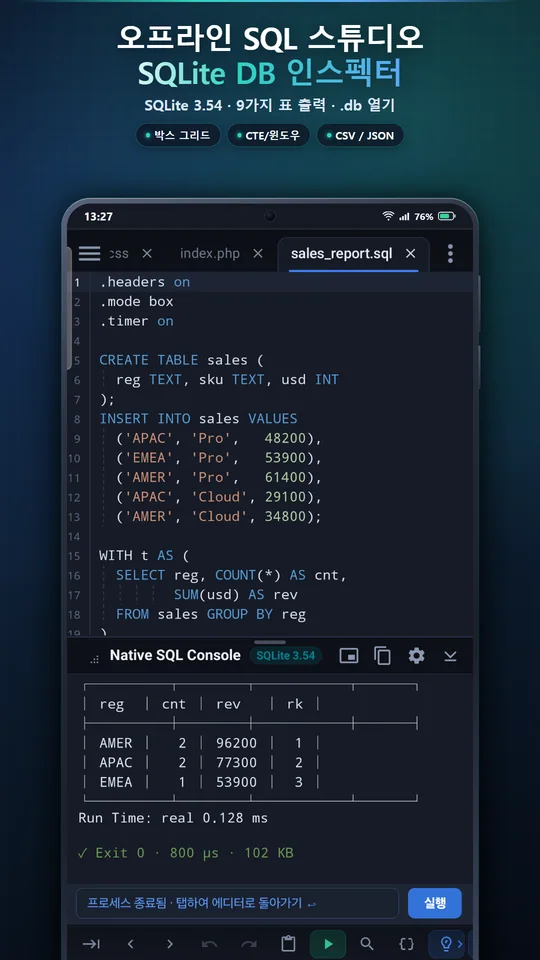 오프라인 SQL 스튜디오
SQLite DB 인스펙터
SQLite 3.54 · 9가지 표 출력 · .db 열기
박스 그리드 CTE/윈도우 CSV / JSON
13:27 76%
css index.php sales_report.sql
1 .headers on
2 .mode box
3 .timer on
4
5 CREATE TABLE sales (
6 reg TEXT, sku TEXT, usd INT
7 );
8 INSERT INTO sales VALUES
9 ('APAC', 'Pro', 48200),
10 ('EMEA', 'Pro', 53900),
11 ('AMER', 'Pro', 61400),
12 ('APAC', 'Cloud', 29100),
13 ('AMER', 'Cloud', 34800);
14
15 WITH t AS (
16 SELECT reg, COUNT(*) AS cnt,
17 SUM(usd) AS rev
18 FROM sales GROUP BY reg
19 )
Native SQL Console SQLite 3.54
│ reg │ cnt │ rev │ rk │
│ AMER │ 2 │ 96200 │ 1 │
│ APAC │ 2 │ 77300 │ 2 │
│ EMEA │ 1 │ 53900 │ 3 │
Run Time: real 0.128 ms
✓ Exit 0 · 800 µs · 102 KB
프로세스 종료됨 · 탭하여 에디터로 돌아가기 ↩
실행